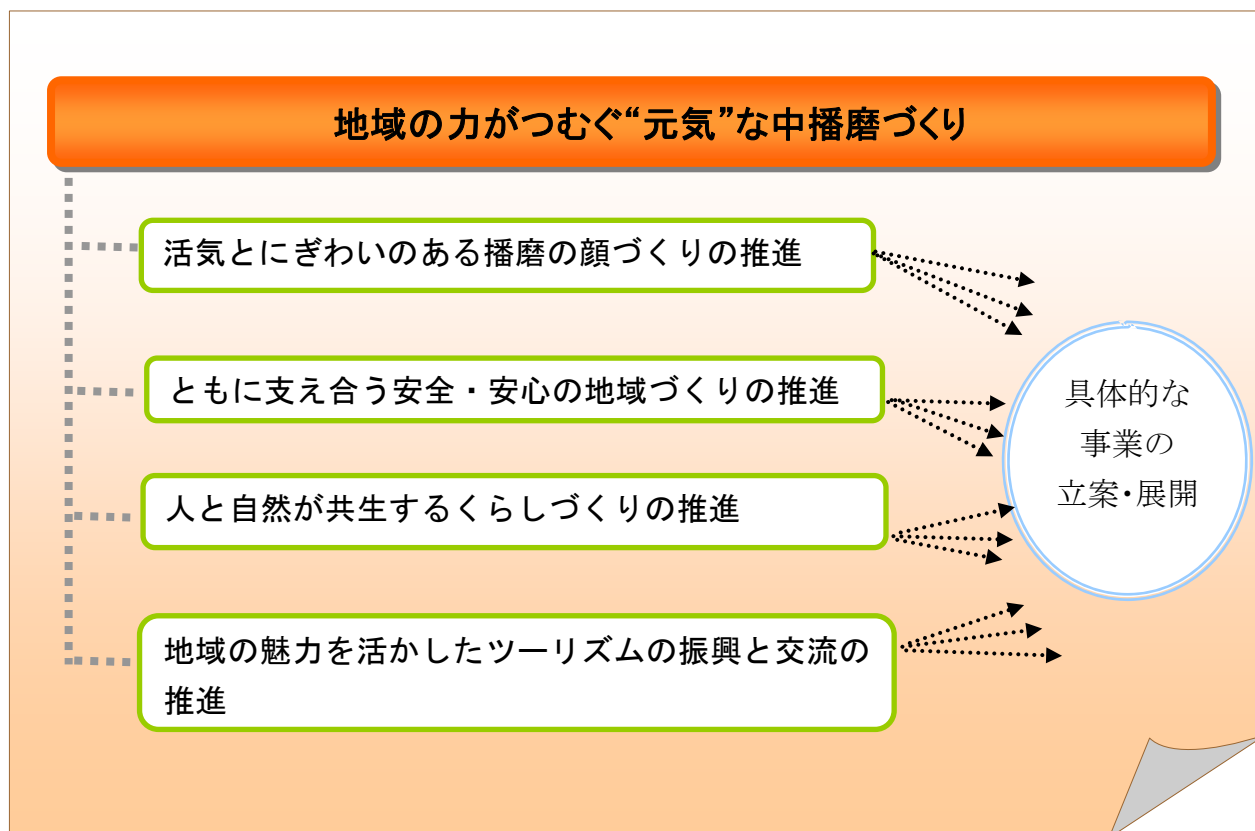 地域の力がつむぐ“元気”な中播磨づくり
活気とにぎわいのある播磨の顔づくりの推進
ともに支え合う安全・安心の地域づくりの推進
人と自然が共生するくらしづくりの推進
地域の魅力を活かしたツーリズムの振興と交流の
推進
具体的な
事業の
立案・展開